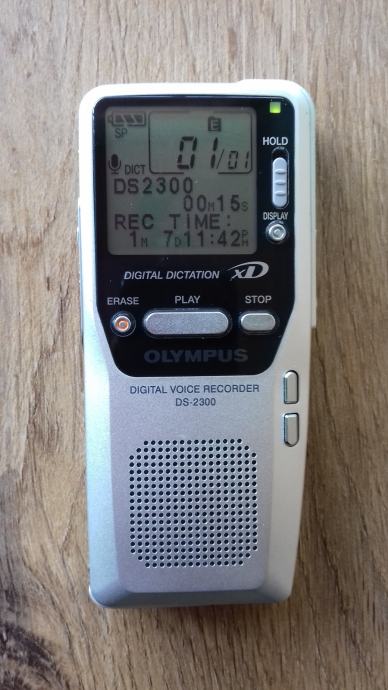 SP
E
01/01
HOLD
DICT
DS2300
00M15S
DISPLAY
REC TIME:
1M 7D11:42PM
DIGITAL DICTATION xD
ERASE PLAY STOP
OLYMPUS
DIGITAL VOICE RECORDER
DS-2300